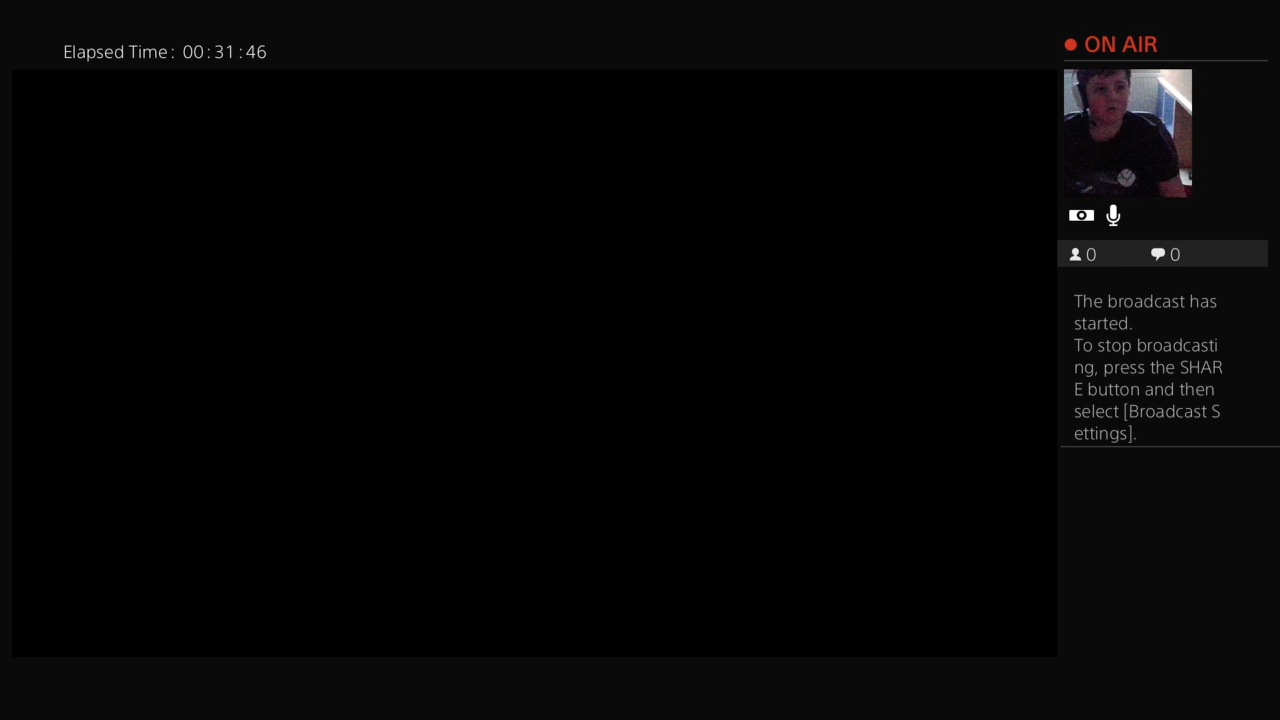 Elapsed Time: 00:31:46
ON AIR
0
0
The broadcast has
started.
To stop broadcasti
ng, press the SHAR
E button and then
select [Broadcast S
ettings].